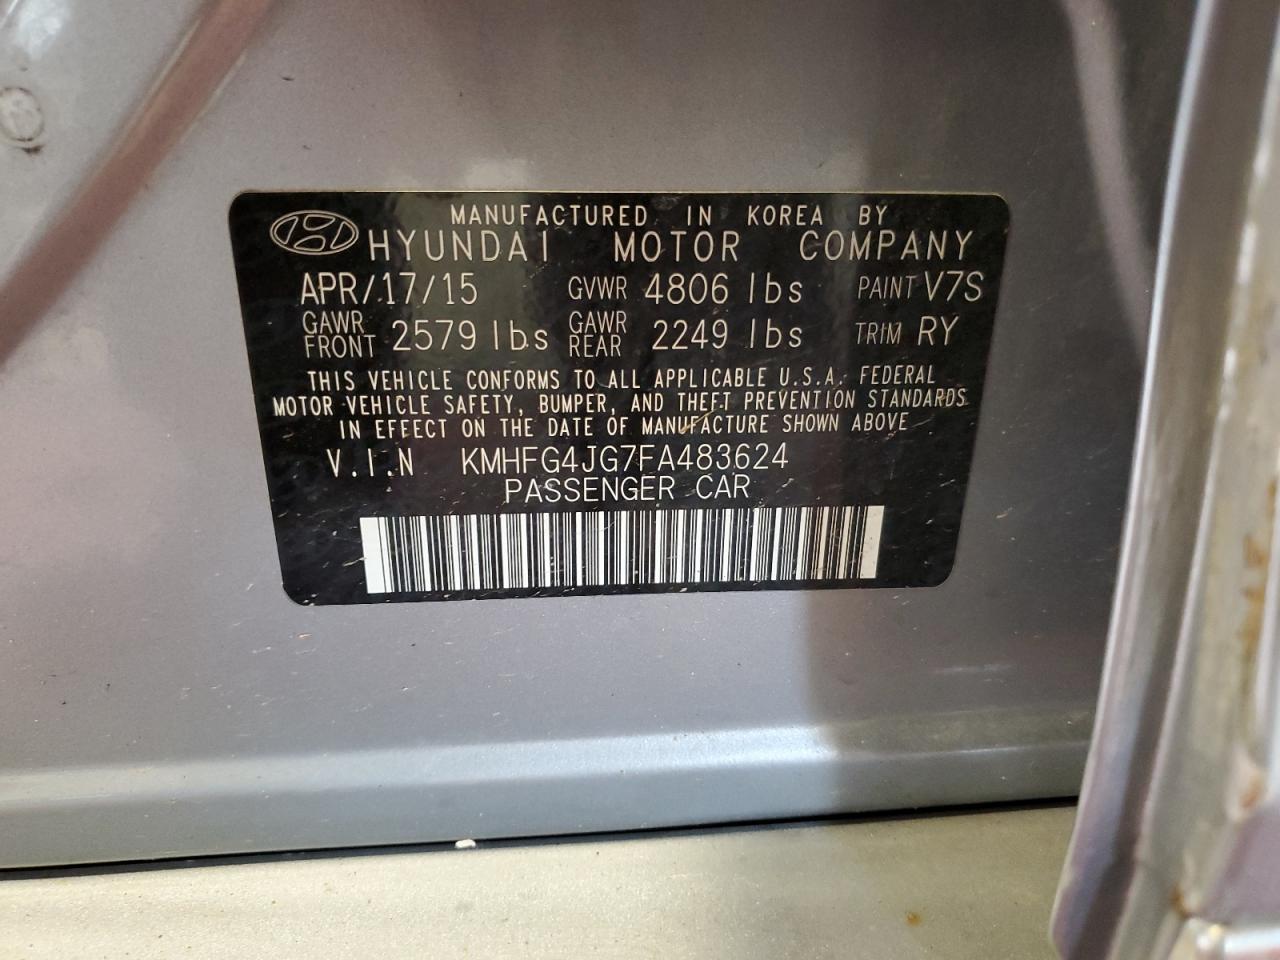 MANUFACTURED IN KOREA BY
HYUNDAI MOTOR COMPANY
APR/17/15 GVWR 4806 lbs PAINT V7S
GAWR FRONT 2579 lbs GAWR REAR 2249 lbs TRIM RY
THIS VEHICLE CONFORMS TO ALL APPLICABLE U.S.A. FEDERAL
MOTOR VEHICLE SAFETY, BUMPER, AND THEFT PREVENTION STANDARDS
IN EFFECT ON THE DATE OF MANUFACTURE SHOWN ABOVE
V.I.N KMHFG4JG7FA483624
PASSENGER CAR